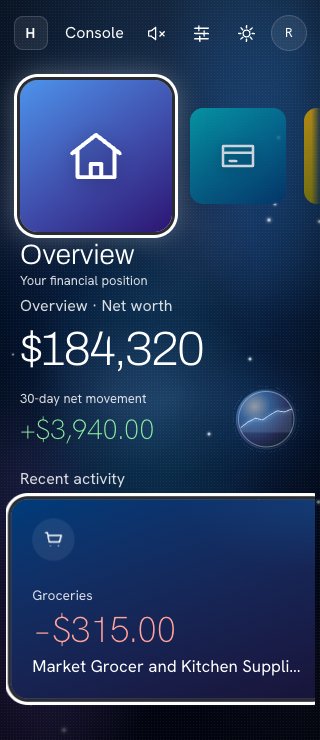 H Console R
Overview
Your financial position
Overview · Net worth
$184,320
30-day net movement
+$3,940.00
Recent activity
Groceries
-$315.00
Market Grocer and Kitchen Suppli...